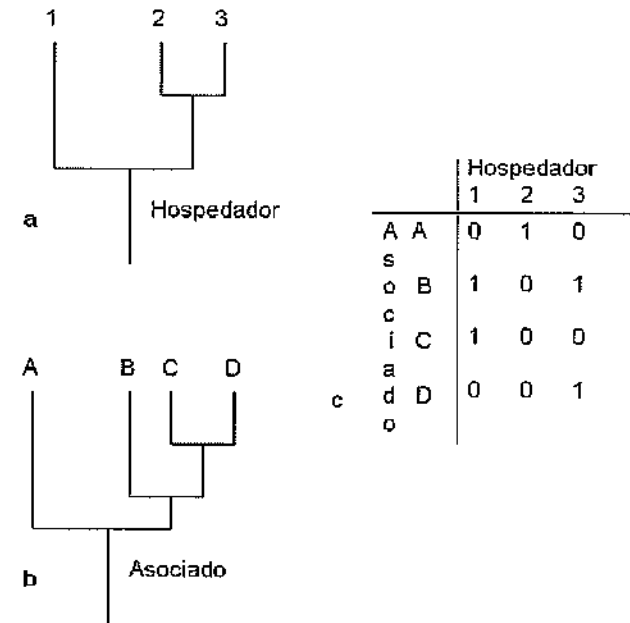 1 2 3
a Hospedador
A B C D
b Asociado
c
Hospedador
1 2 3
Asociado
A 0 1 0
B 1 0 1
C 1 0 0
D 0 0 1